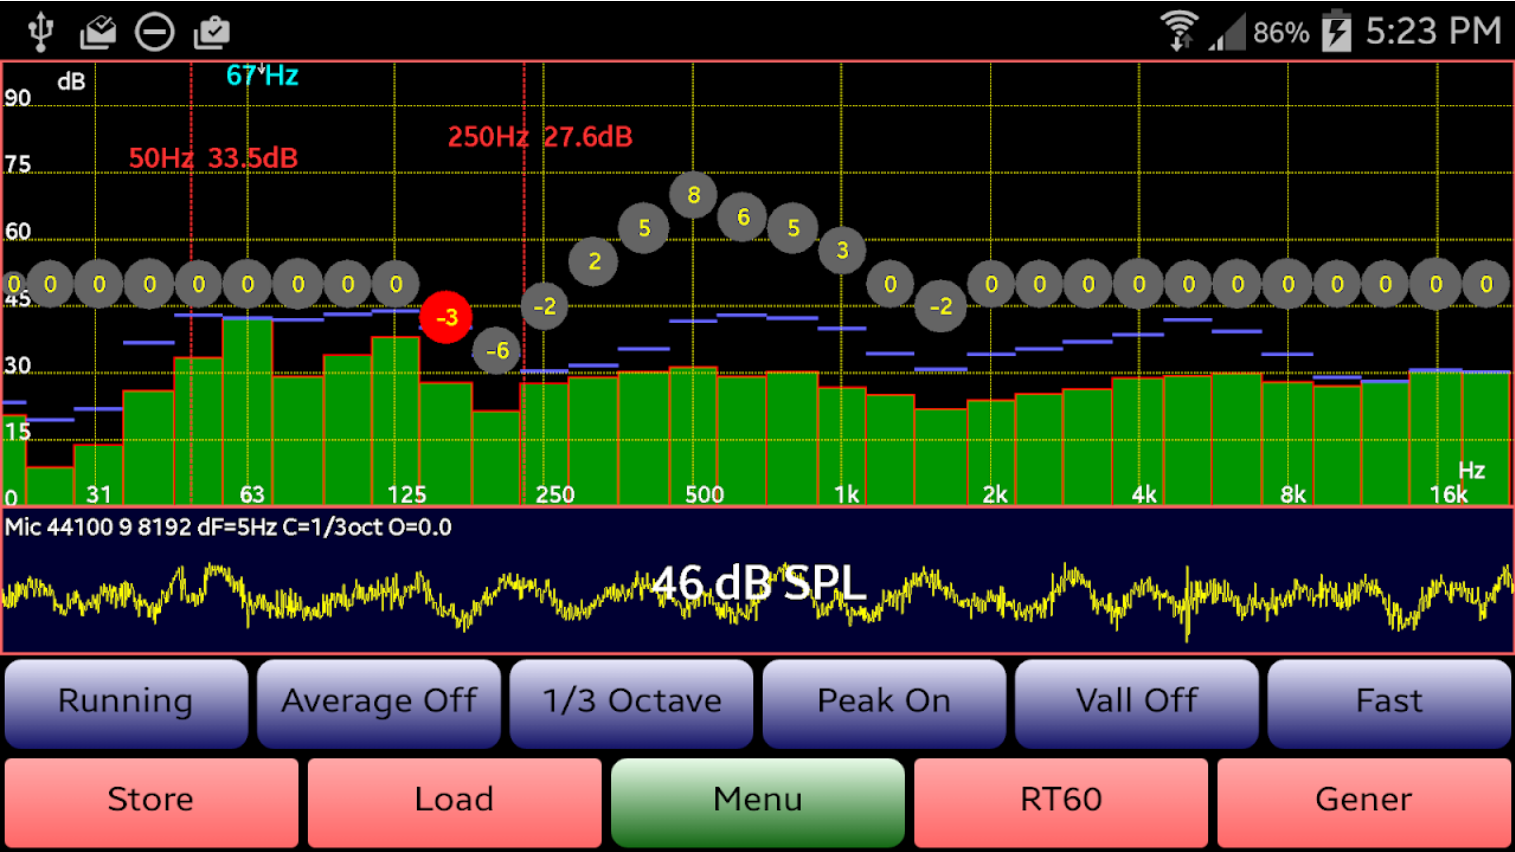 86% 5:23 PM
dB 67 Hz
90
250Hz 27.6dB
50Hz 33.5dB
75
8
6
5 5
60
3
2
0 0 0 0 0 0 0 0 0 0 0 0 0 0 0 0 0 0 0 0 0
45
-2 -2
-3
-6
30
15
Hz
0 31 63 125 250 500 1k 2k 4k 8k 16k
Mic 44100 9 8192 dF=5Hz C=1/3oct O=0.0
46 dB SPL
Running Average Off 1/3 Octave Peak On Vall Off Fast
Store Load Menu RT60 Gener